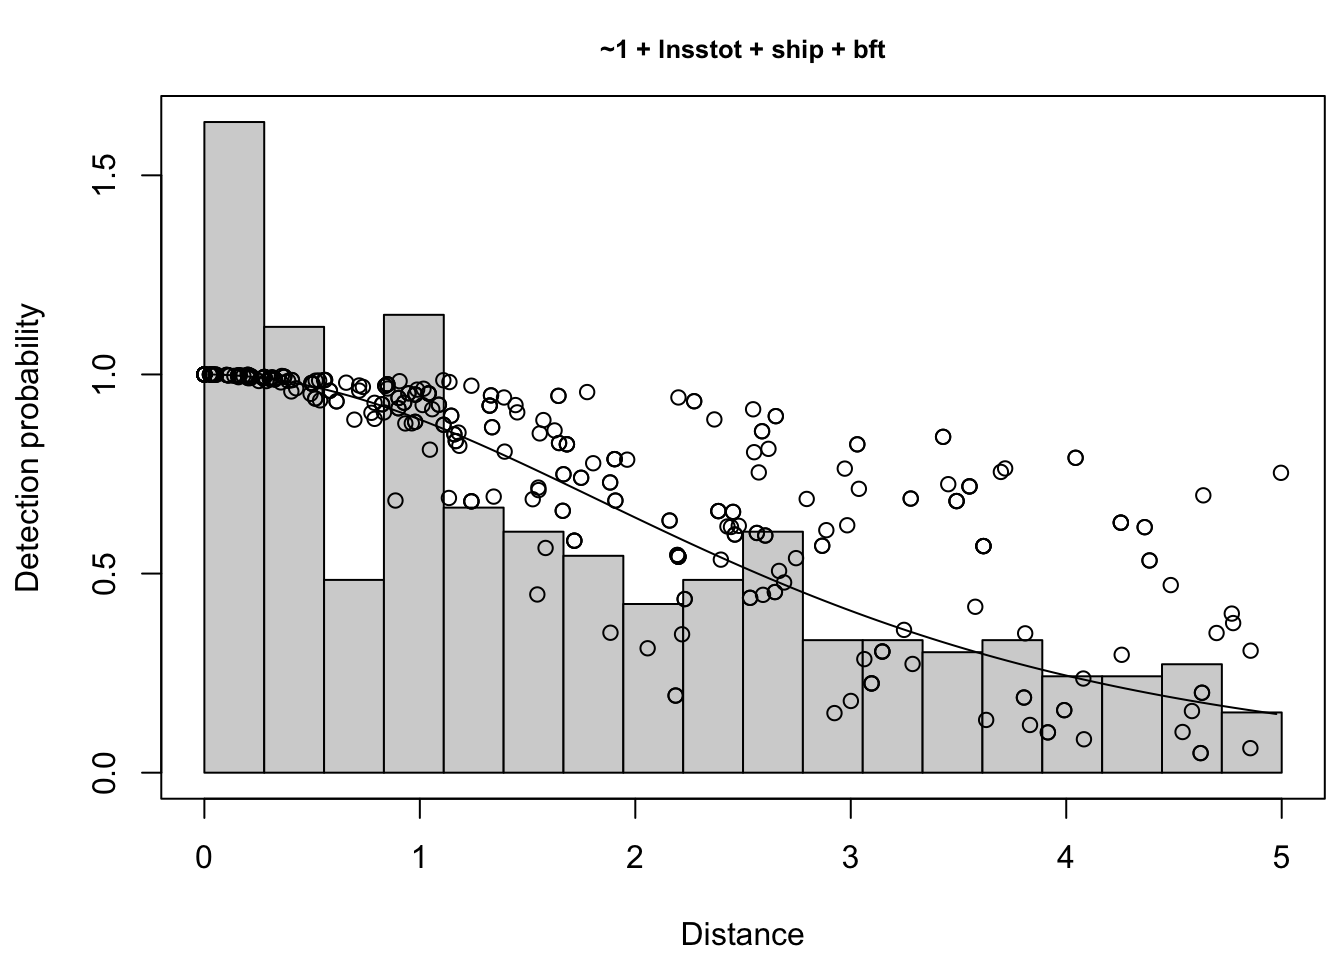 ~1 + lnsstot + ship + bft
Detection probability
1.5
1.0
0.5
0.0
0 1 2 3 4 5
Distance